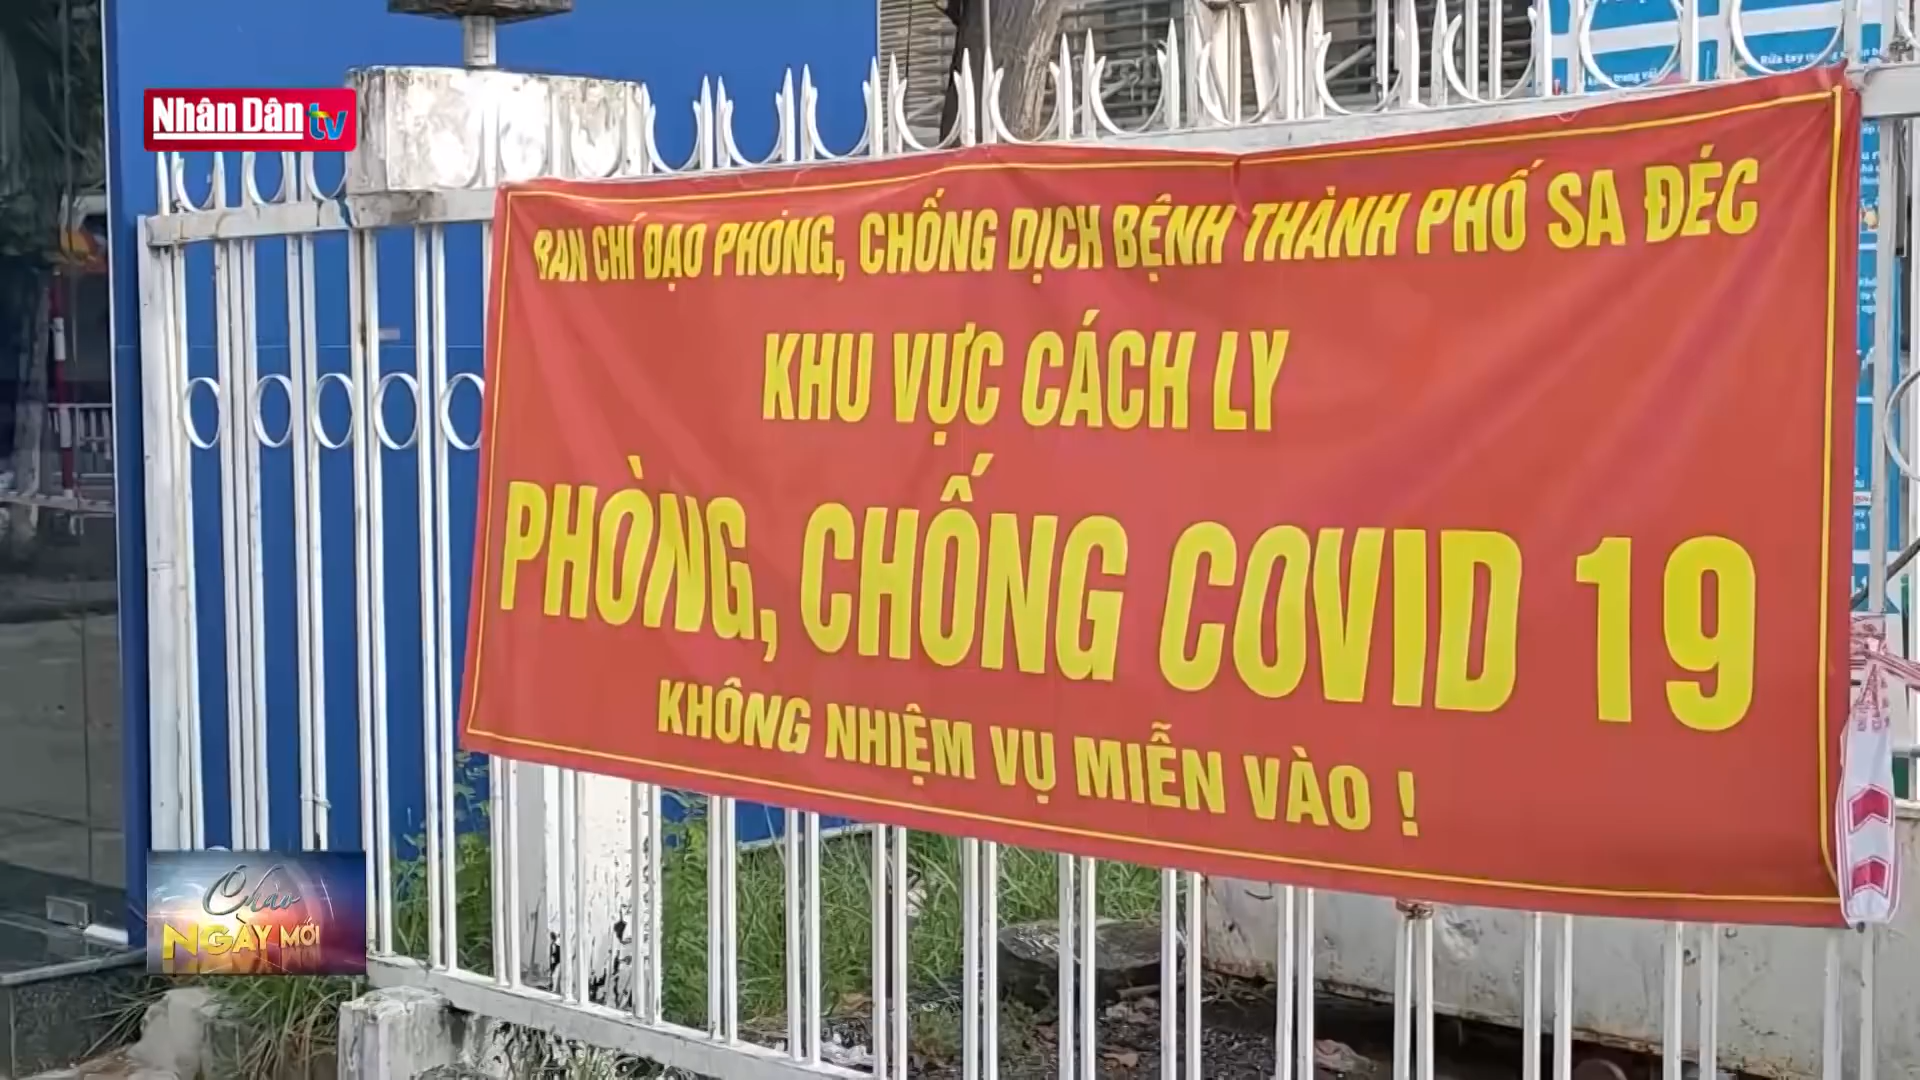 Nhân Dân tv
BAN CHỈ ĐẠO PHÒNG, CHỐNG DỊCH BỆNH THÀNH PHỐ SA ĐÉC
KHU VỰC CÁCH LY
PHÒNG, CHỐNG COVID 19
KHÔNG NHIỆM VỤ MIỄN VÀO !
Chào
NGÀY MỚI